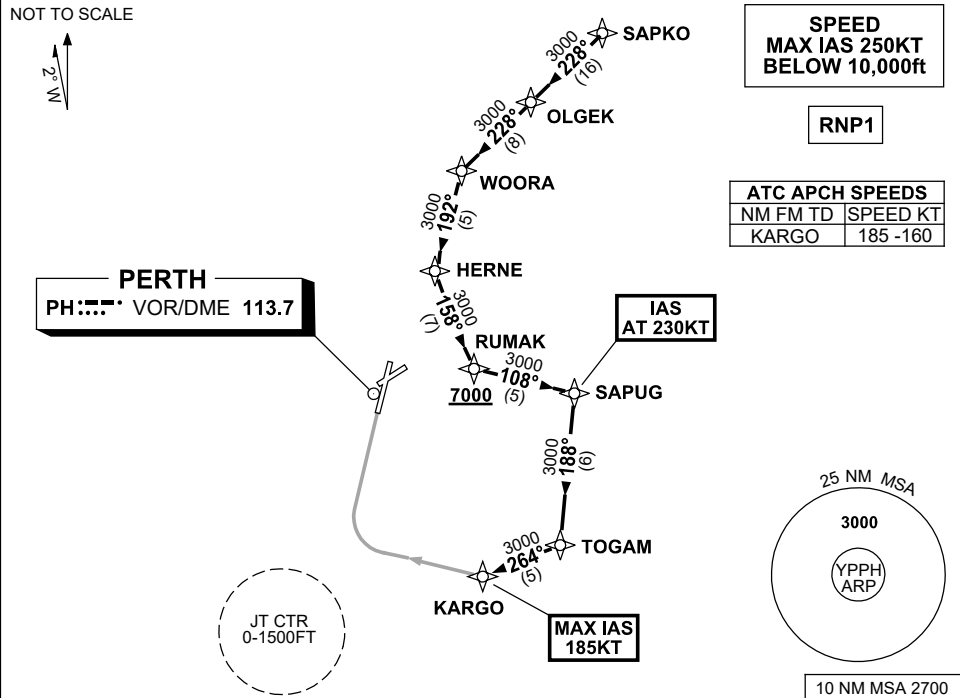 NOT TO SCALE
2° W
SPEED
MAX IAS 250KT
BELOW 10,000ft
RNP1
ATC APCH SPEEDS
NM FM TD SPEED KT
KARGO 185 -160
SAPKO
3000
228°
(16)
OLGEK
3000
228°
(8)
WOORA
3000
192°
(5)
HERNE
3000
158°
(7)
PERTH
PH VOR/DME 113.7
RUMAK
7000
3000
108°
(5)
IAS
AT 230KT
SAPUG
3000
188°
(6)
TOGAM
3000
264°
(5)
KARGO
MAX IAS
185KT
JT CTR
0-1500FT
25 NM MSA
3000
YPPH
ARP
10 NM MSA 2700